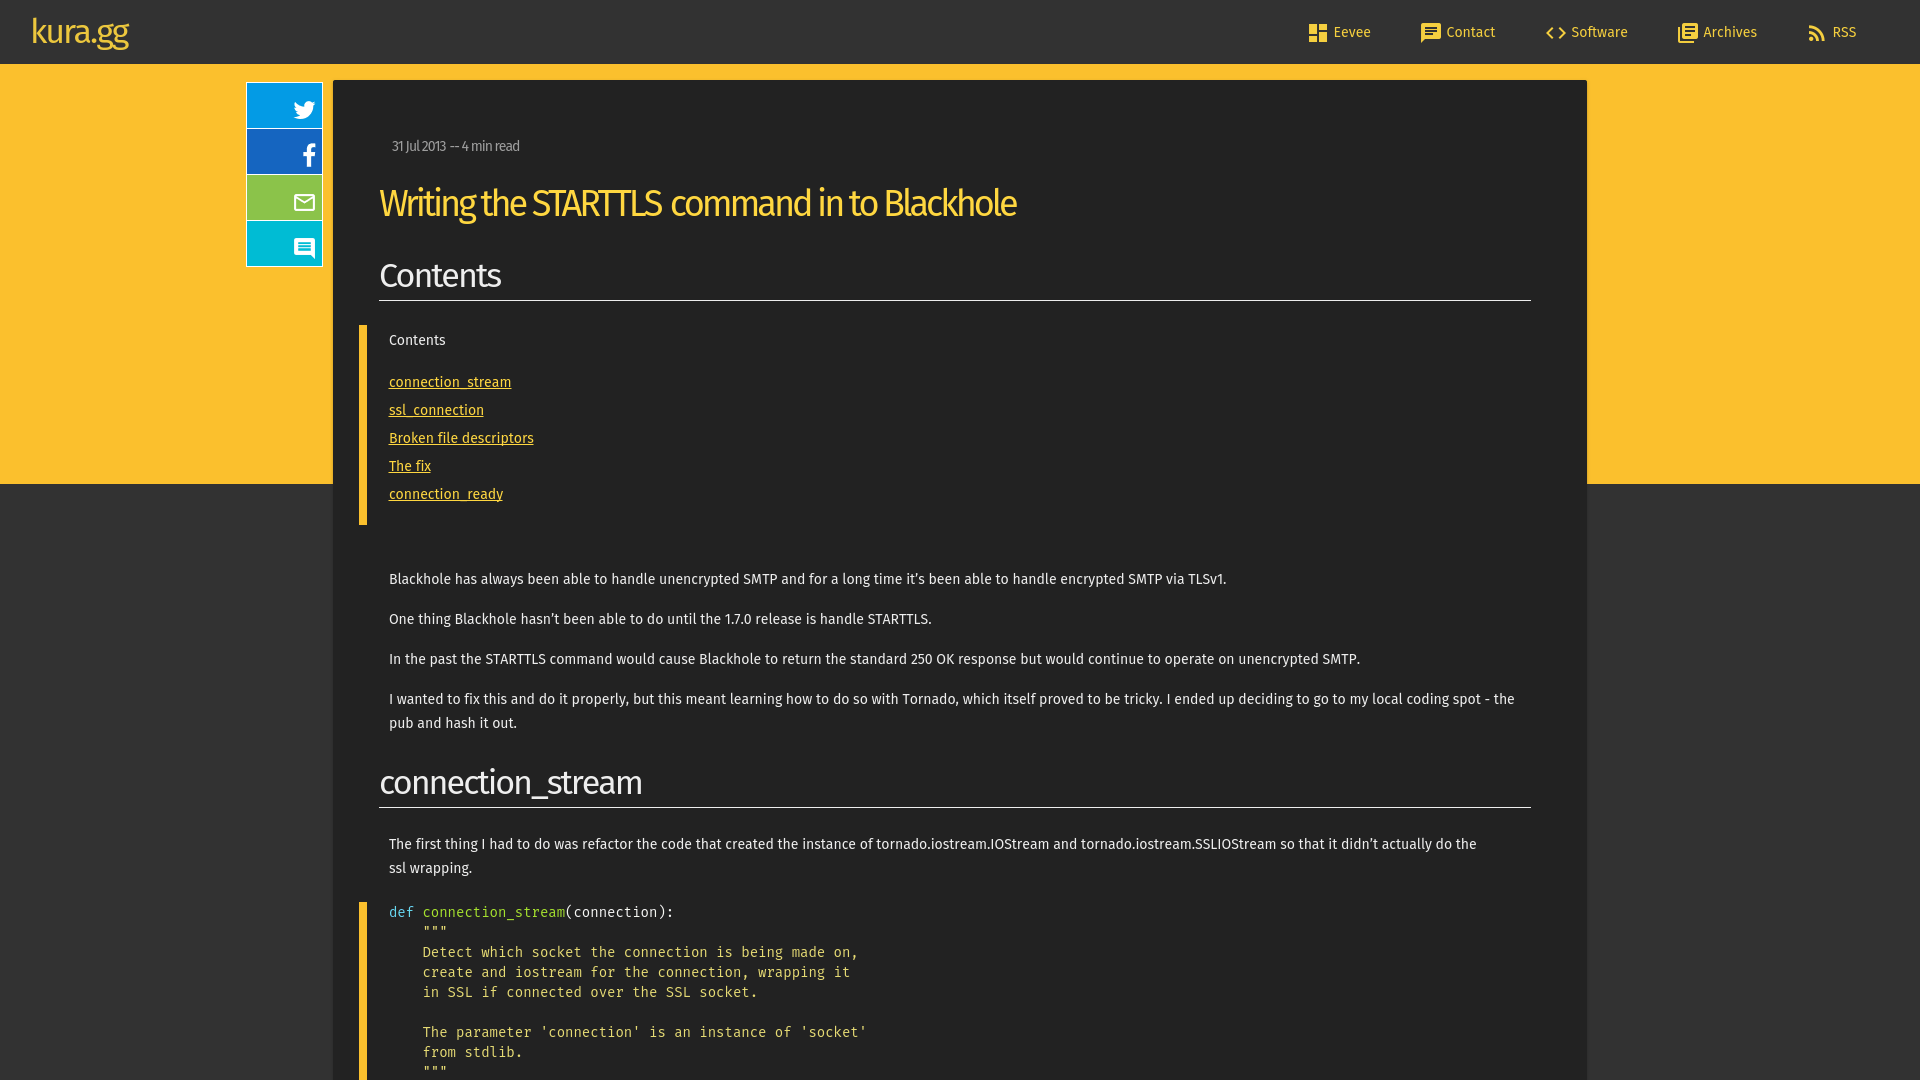 kura.gg
Eevee
Contact
Software
Archives
RSS
31 Jul 2013 -- 4 min read
Writing the STARTTLS command in to Blackhole
Contents
Contents
connection_stream
ssl_connection
Broken file descriptors
The fix
connection_ready
Blackhole has always been able to handle unencrypted SMTP and for a long time it’s been able to handle encrypted SMTP via TLSv1.
One thing Blackhole hasn’t been able to do until the 1.7.0 release is handle STARTTLS.
In the past the STARTTLS command would cause Blackhole to return the standard 250 OK response but would continue to operate on unencrypted SMTP.
I wanted to fix this and do it properly, but this meant learning how to do so with Tornado, which itself proved to be tricky. I ended up deciding to go to my local coding spot - the
pub and hash it out.
connection_stream
The first thing I had to do was refactor the code that created the instance of tornado.iostream.IOStream and tornado.iostream.SSLIOStream so that it didn’t actually do the
ssl wrapping.
def connection_stream(connection):
"""
Detect which socket the connection is being made on,
create and iostream for the connection, wrapping it
in SSL if connected over the SSL socket.
The parameter 'connection' is an instance of 'socket'
from stdlib.
"""